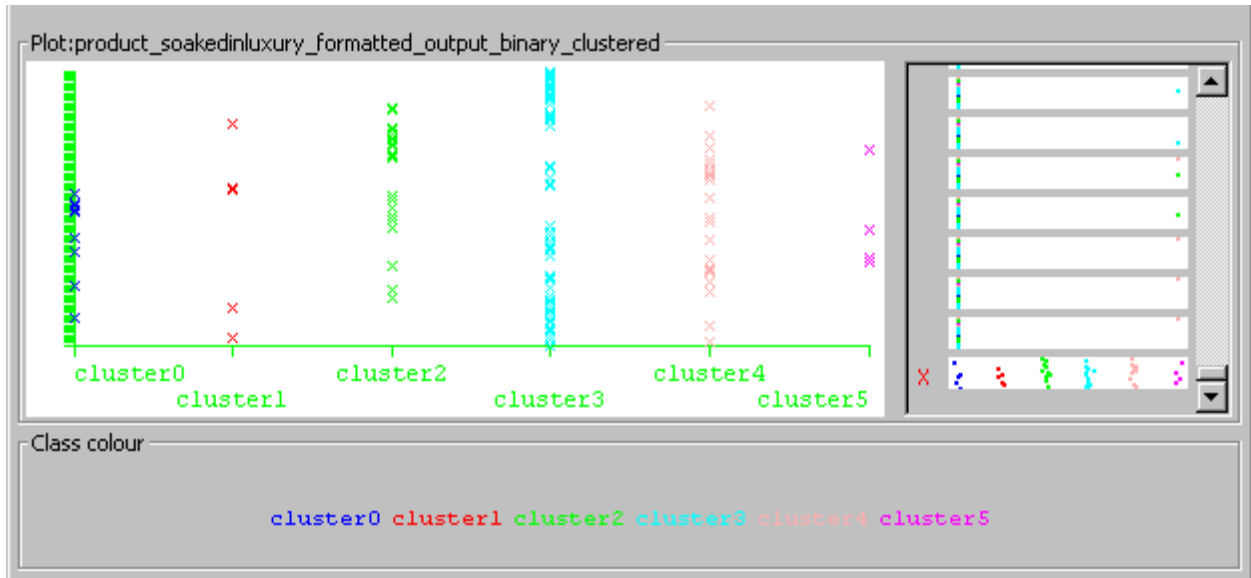 Plot:product_soakedinluxury_formatted_output_binary_clustered
cluster0 cluster2 cluster4
cluster1 cluster3 cluster5
X
Class colour
cluster0 cluster1 cluster2 cluster3 cluster4 cluster5